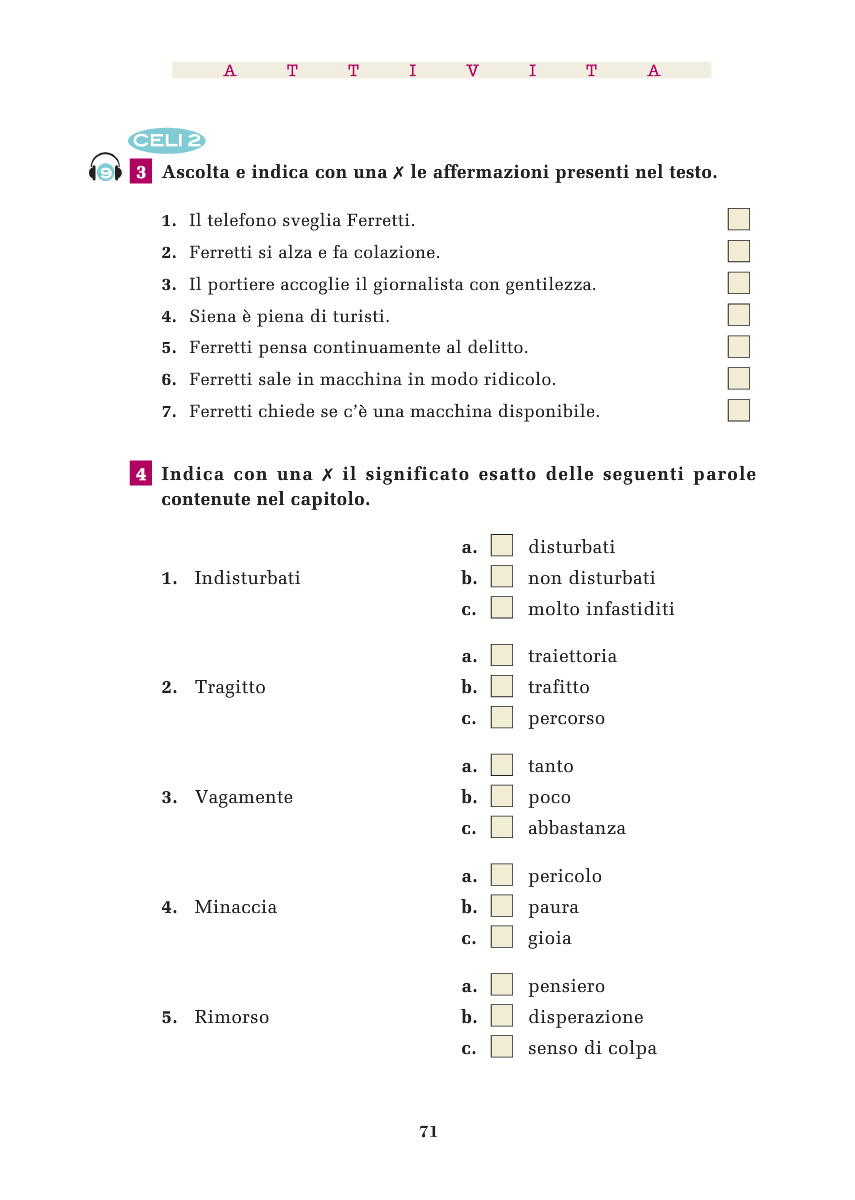 A T T I V I T A
CELI 2
9 3 Ascolta e indica con una ✗ le affermazioni presenti nel testo.
1. Il telefono sveglia Ferretti.
2. Ferretti si alza e fa colazione.
3. Il portiere accoglie il giornalista con gentilezza.
4. Siena è piena di turisti.
5. Ferretti pensa continuamente al delitto.
6. Ferretti sale in macchina in modo ridicolo.
7. Ferretti chiede se c’è una macchina disponibile.
4 Indica con una ✗ il significato esatto delle seguenti parole
contenute nel capitolo.
a. disturbati
1. Indisturbati b. non disturbati
c. molto infastiditi
a. traiettoria
2. Tragitto b. trafitto
c. percorso
a. tanto
3. Vagamente b. poco
c. abbastanza
a. pericolo
4. Minaccia b. paura
c. gioia
a. pensiero
5. Rimorso b. disperazione
c. senso di colpa
71